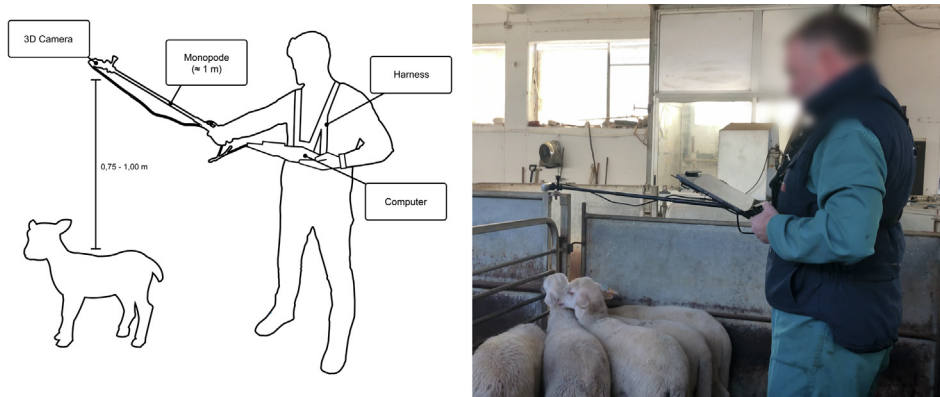 3D Camera
Monopode
(≈ 1 m)
Harness
0,75 - 1,00 m
Computer